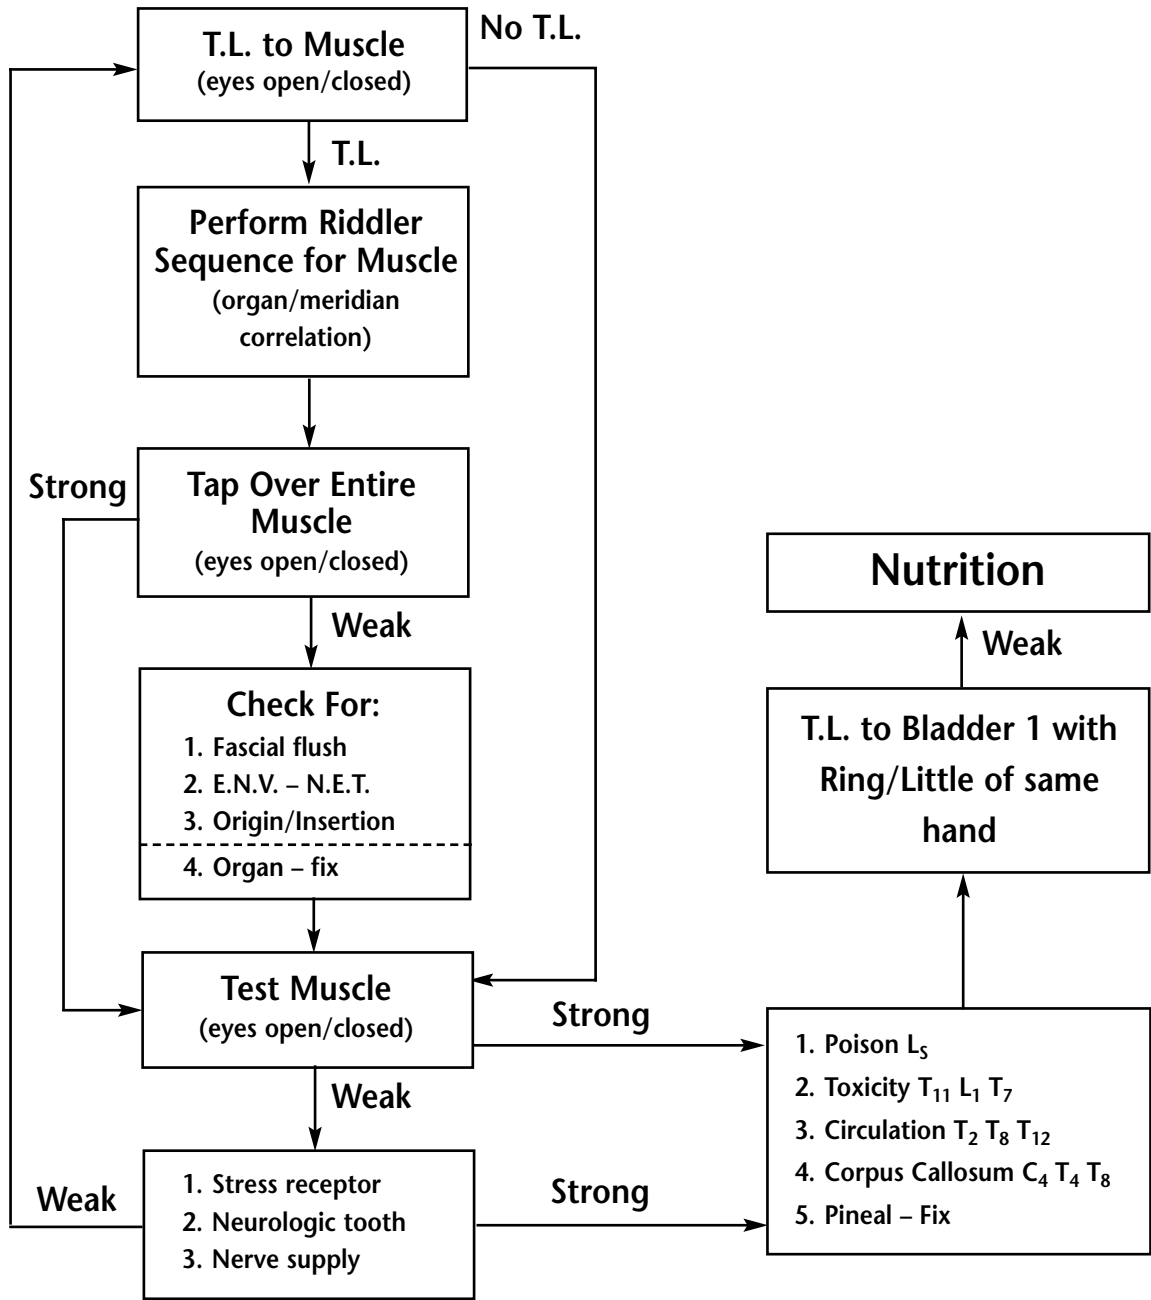 T.L. to Muscle
(eyes open/closed)
No T.L.
T.L.
Perform Riddler
Sequence for Muscle
(organ/meridian
correlation)
Strong
Tap Over Entire
Muscle
(eyes open/closed)
Weak
Check For:
1. Fascial flush
2. E.N.V. – N.E.T.
3. Origin/Insertion
4. Organ – fix
Test Muscle
(eyes open/closed)
Strong
Weak
Weak
1. Stress receptor
2. Neurologic tooth
3. Nerve supply
Strong
Nutrition
Weak
T.L. to Bladder 1 with
Ring/Little of same
hand
1. Poison L_S
2. Toxicity T₁₁ L₁ T₇
3. Circulation T₂ T₈ T₁₂
4. Corpus Callosum C₄ T₄ T₈
5. Pineal – Fix